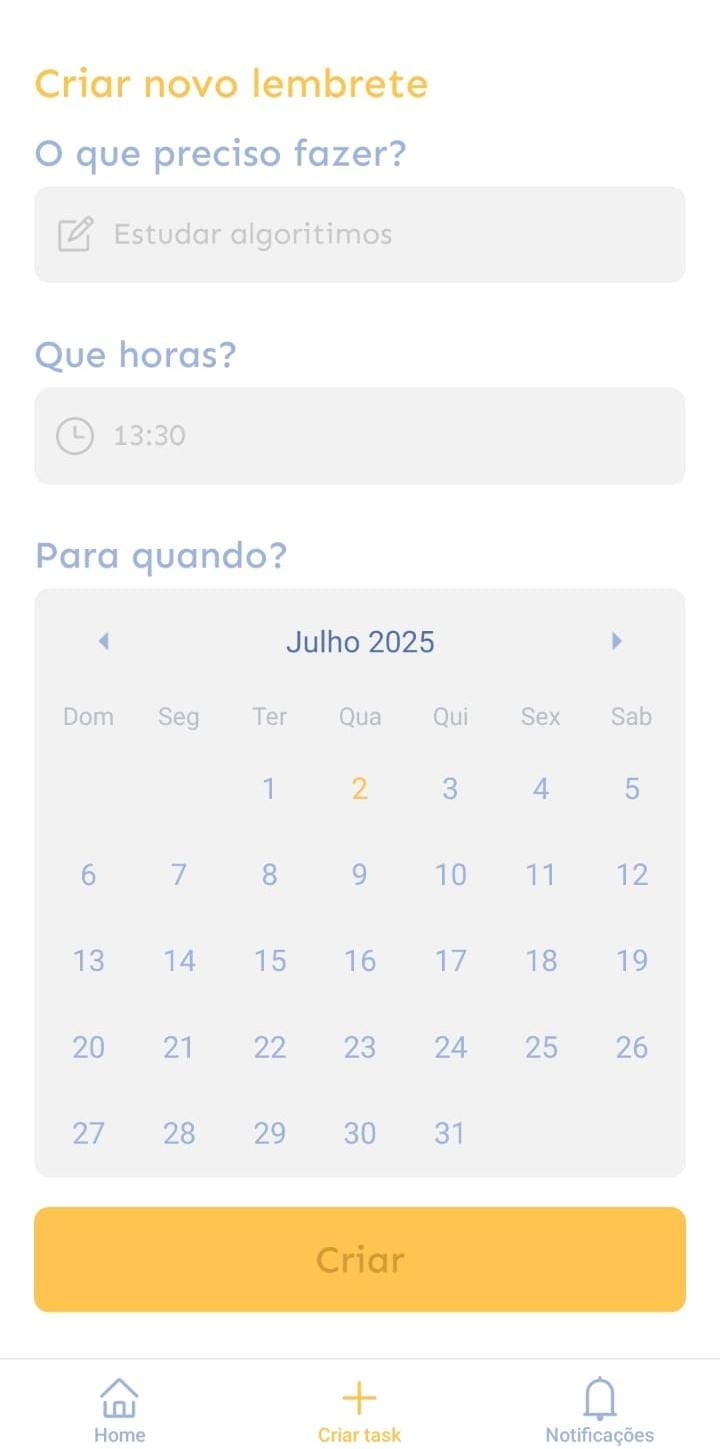 Criar novo lembrete
O que preciso fazer?
Estudar algoritimos
Que horas?
13:30
Para quando?
Julho 2025
Dom Seg Ter Qua Qui Sex Sab
1 2 3 4 5
6 7 8 9 10 11 12
13 14 15 16 17 18 19
20 21 22 23 24 25 26
27 28 29 30 31
Criar
Home Criar task Notificações